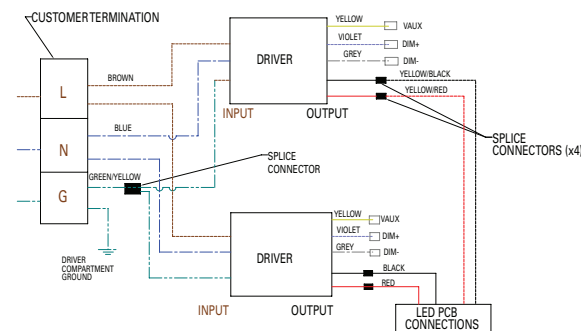 CUSTOMER TERMINATION
L
N
G
BROWN
BLUE
GREEN/YELLOW
DRIVER
COMPARTMENT
GROUND
SPLICE
CONNECTOR
DRIVER
INPUT
OUTPUT
YELLOW
VAUX
VIOLET
DIM+
GREY
DIM-
YELLOW/BLACK
YELLOW/RED
SPLICE
CONNECTORS (x4)
DRIVER
INPUT
OUTPUT
YELLOW
VAUX
VIOLET
DIM+
GREY
DIM-
BLACK
RED
LED PCB
CONNECTIONS